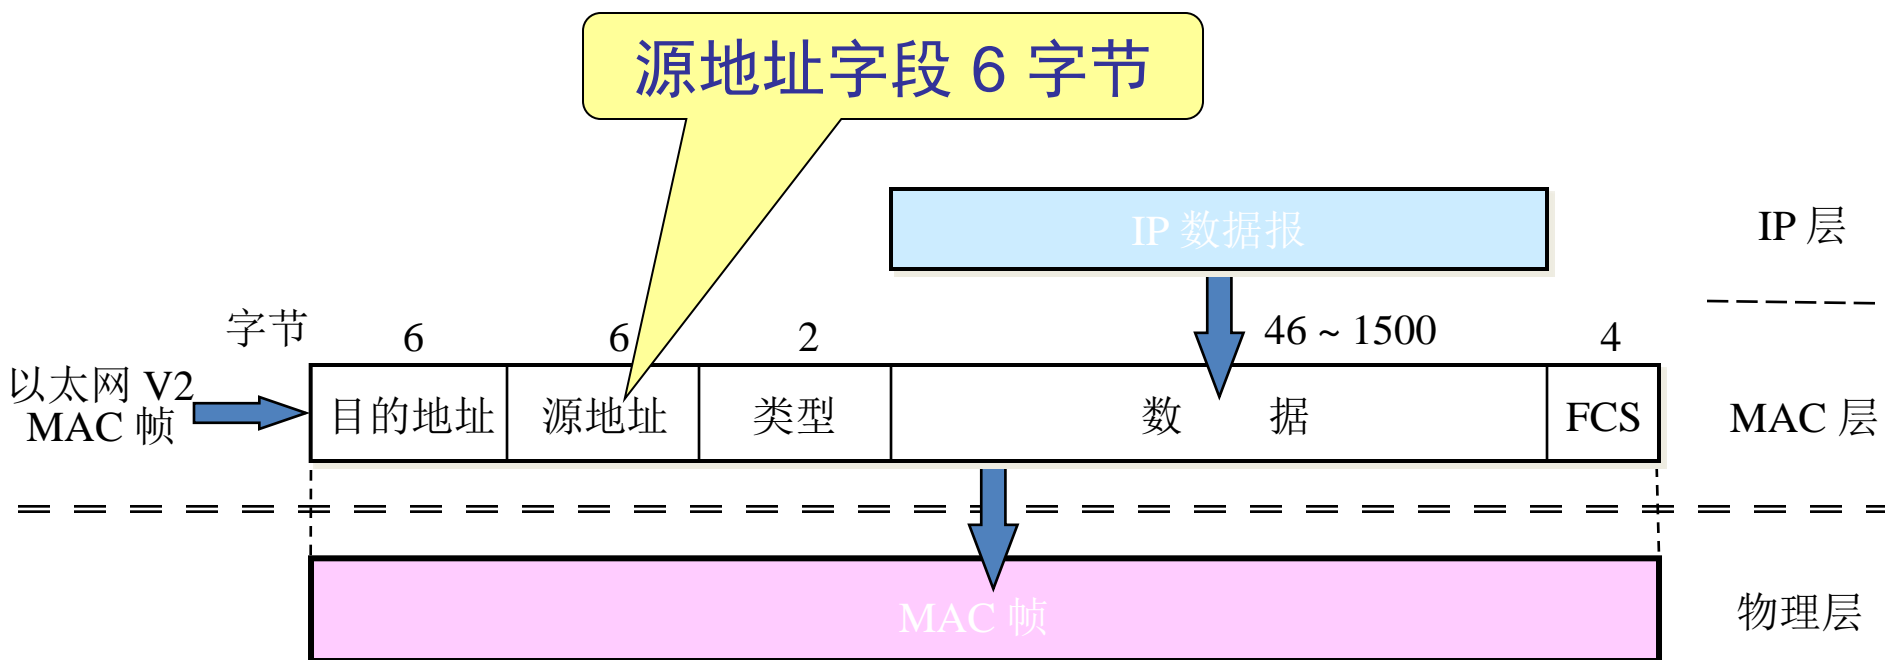 源地址字段 6 字节
IP 数据报
IP 层
字节
6
6
2
46 ~ 1500
4
以太网 V2
MAC 帧
目的地址
源地址
类型
数 据
FCS
MAC 层
MAC 帧
物理层